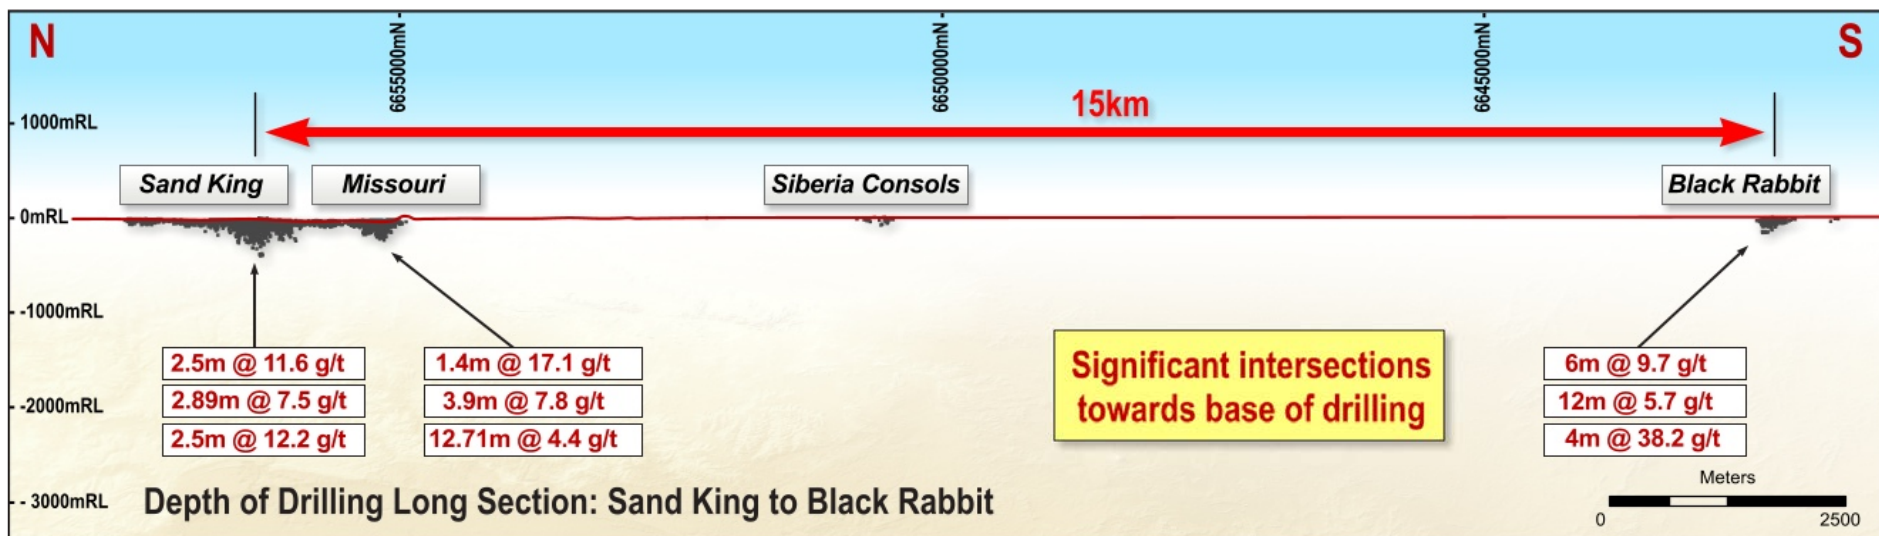 N
S
6655000mN
6650000mN
6645000mN
15km
- 1000mRL
Sand King
Missouri
Siberia Consols
Black Rabbit
- 0mRL
- -1000mRL
2.5m @ 11.6 g/t
2.89m @ 7.5 g/t
2.5m @ 12.2 g/t
1.4m @ 17.1 g/t
3.9m @ 7.8 g/t
12.71m @ 4.4 g/t
Significant intersections
towards base of drilling
6m @ 9.7 g/t
12m @ 5.7 g/t
4m @ 38.2 g/t
- -2000mRL
- - 3000mRL
Depth of Drilling Long Section: Sand King to Black Rabbit
Meters
0
2500